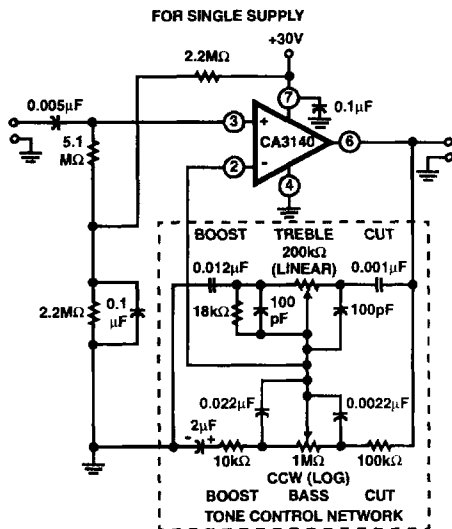 FOR SINGLE SUPPLY
+30V
2.2MΩ
0.005µF
7
0.1µF
3
+
CA3140
6
5.1
MΩ
2
-
4
BOOST TREBLE CUT
200kΩ
(LINEAR)
0.012µF
0.001µF
0.1
µF
2.2MΩ
18kΩ
100
pF
100pF
0.022µF
0.0022µF
2µF
- +
10kΩ
1MΩ
100kΩ
CCW (LOG)
BOOST BASS CUT
TONE CONTROL NETWORK